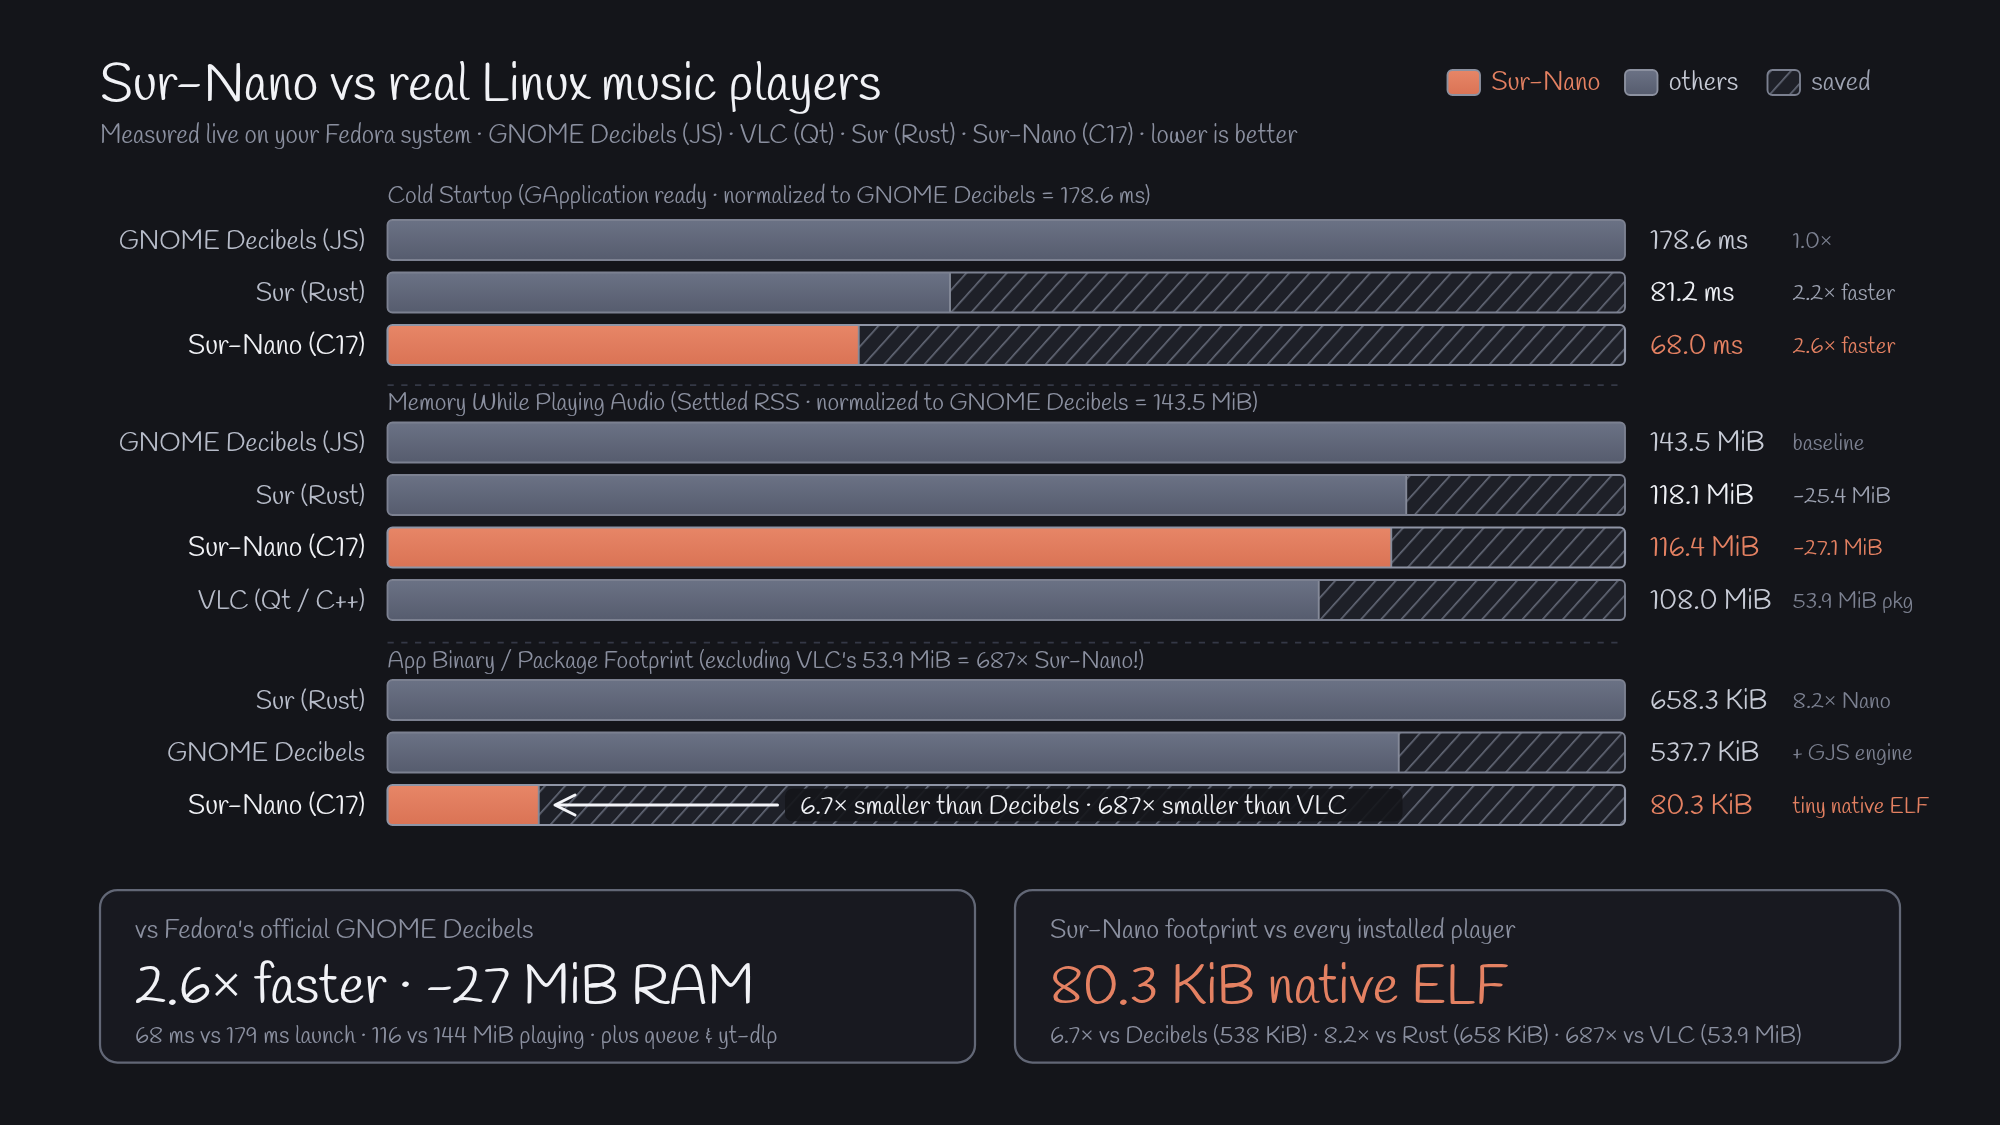 Sur-Nano vs real Linux music players
Sur-Nano others saved
Measured live on your Fedora system · GNOME Decibels (JS) · VLC (Qt) · Sur (Rust) · Sur-Nano (C17) · lower is better
Cold Startup (GApplication ready · normalized to GNOME Decibels = 178.6 ms)
GNOME Decibels (JS) 178.6 ms 1.0×
Sur (Rust) 81.2 ms 2.2× faster
Sur-Nano (C17) 68.0 ms 2.6× faster
Memory While Playing Audio (Settled RSS · normalized to GNOME Decibels = 143.5 MiB)
GNOME Decibels (JS) 143.5 MiB baseline
Sur (Rust) 118.1 MiB -25.4 MiB
Sur-Nano (C17) 116.4 MiB -27.1 MiB
VLC (Qt / C++) 108.0 MiB 53.9 MiB pkg
App Binary / Package Footprint (excluding VLC's 53.9 MiB = 687× Sur-Nano!)
Sur (Rust) 658.3 KiB 8.2× Nano
GNOME Decibels 537.7 KiB + GJS engine
Sur-Nano (C17) 6.7× smaller than Decibels · 687× smaller than VLC 80.3 KiB tiny native ELF
vs Fedora's official GNOME Decibels
2.6× faster · -27 MiB RAM
68 ms vs 179 ms launch · 116 vs 144 MiB playing · plus queue & yt-dlp
Sur-Nano footprint vs every installed player
80.3 KiB native ELF
6.7× vs Decibels (538 KiB) · 8.2× vs Rust (658 KiB) · 687× vs VLC (53.9 MiB)